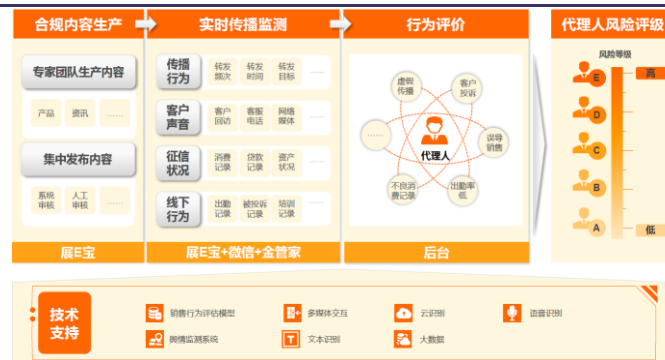 合规内容生产
实时传播监测
行为评价
代理人风险评级
专家团队生产内容
产品
资讯
……
集中发布内容
系统
审核
人工
审核
……
展E宝
传播
行为
转发
频次
转发
时间
转发
目标
……
客户
声音
客户
回访
客服
电话
网络
媒体
……
征信
状况
消费
记录
贷款
记录
资产
状况
……
线下
行为
出勤
记录
被投诉
记录
培训
记录
……
展E宝+微信+金管家
虚假
传播
客户
投诉
……
误导
销售
代理人
不良消
费记录
出勤率
低
后台
风险等级
E
高
D
C
B
A
低
技术
支持
销售行为评估模型
多媒体交互
云识别
语音识别
舆情监测系统
T
文本识别
大数据